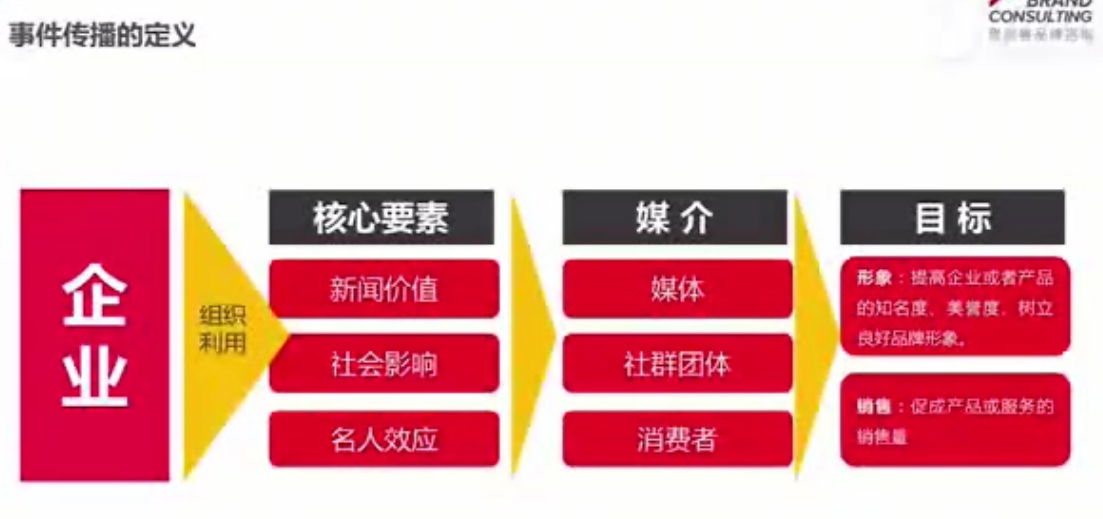 事件传播的定义
BRAND
CONSULTING
企业
组织
利用
核心要素
新闻价值
社会影响
名人效应
媒介
媒体
社群团体
消费者
目标
形象：提高企业或者产品
的知名度、美誉度、树立
良好品牌形象。
销售：促成产品或服务的
销售量